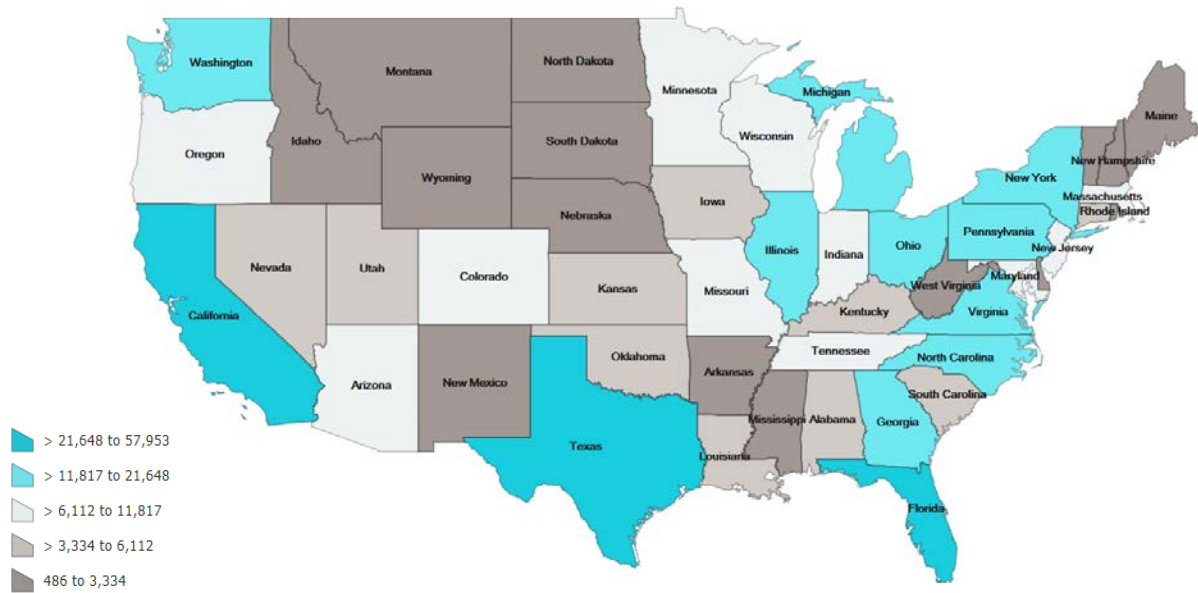 Washington
Montana
North Dakota
Minnesota
Michigan
Maine
Oregon
Idaho
South Dakota
Wisconsin
New Hampshire
Wyoming
New York
Massachusetts
Nebraska
Iowa
Rhode Island
Pennsylvania
Nevada
Utah
Colorado
Illinois
Indiana
Ohio
New Jersey
Maryland
Kansas
Missouri
West Virginia
California
Kentucky
Virginia
Oklahoma
Tennessee
North Carolina
Arizona
New Mexico
Arkansas
South Carolina
Mississippi
Alabama
Georgia
Texas
Louisiana
Florida
> 21,648 to 57,953
> 11,817 to 21,648
> 6,112 to 11,817
> 3,334 to 6,112
486 to 3,334